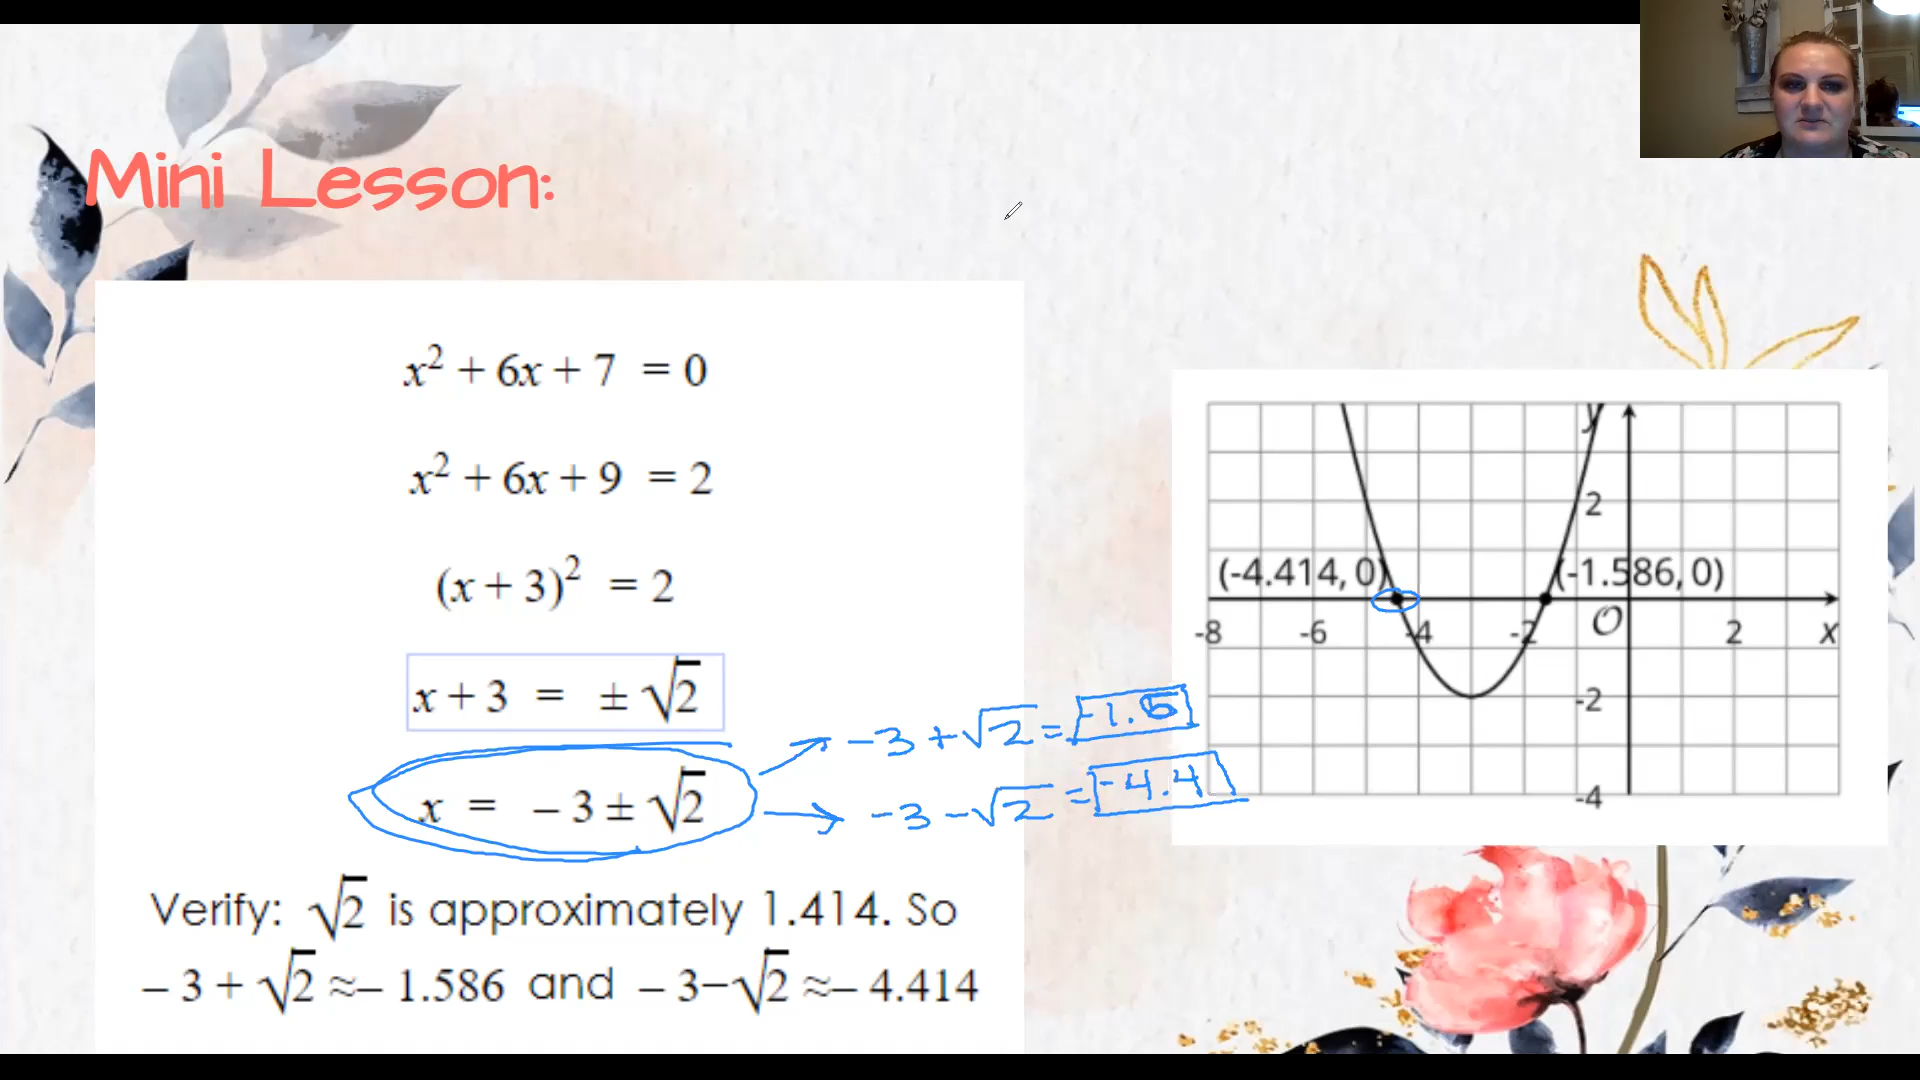 Mini Lesson:
x² + 6x + 7 = 0
x² + 6x + 9 = 2
(x + 3)² = 2
x + 3 = ± √2
x = − 3 ± √2
−3 + √2 =
−3 − √2 = -4.4
Verify: √2 is approximately 1.414. So
− 3 + √2 ≈ − 1.586 and − 3 − √2 ≈ − 4.414
y
2
(-4.414, 0) (-1.586, 0)
-8 -6 -4 -2 O 2 x
-2
-4